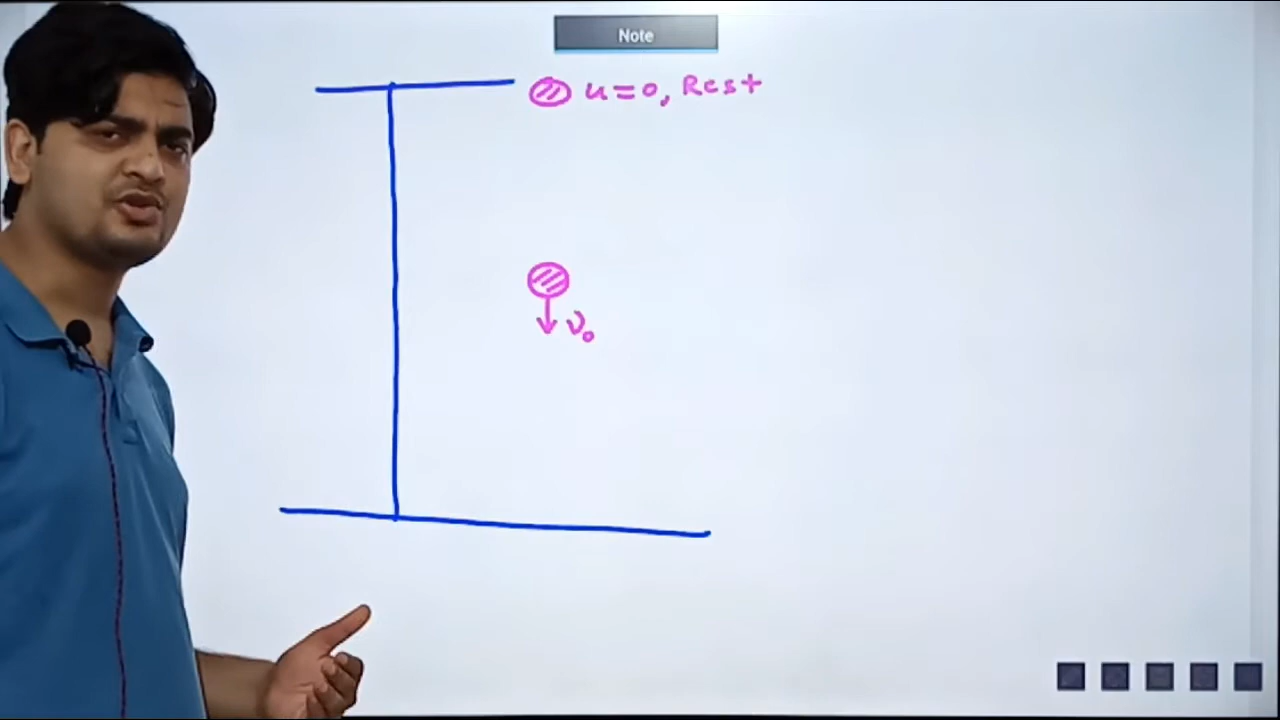 Note
u=0, Rest
v₀